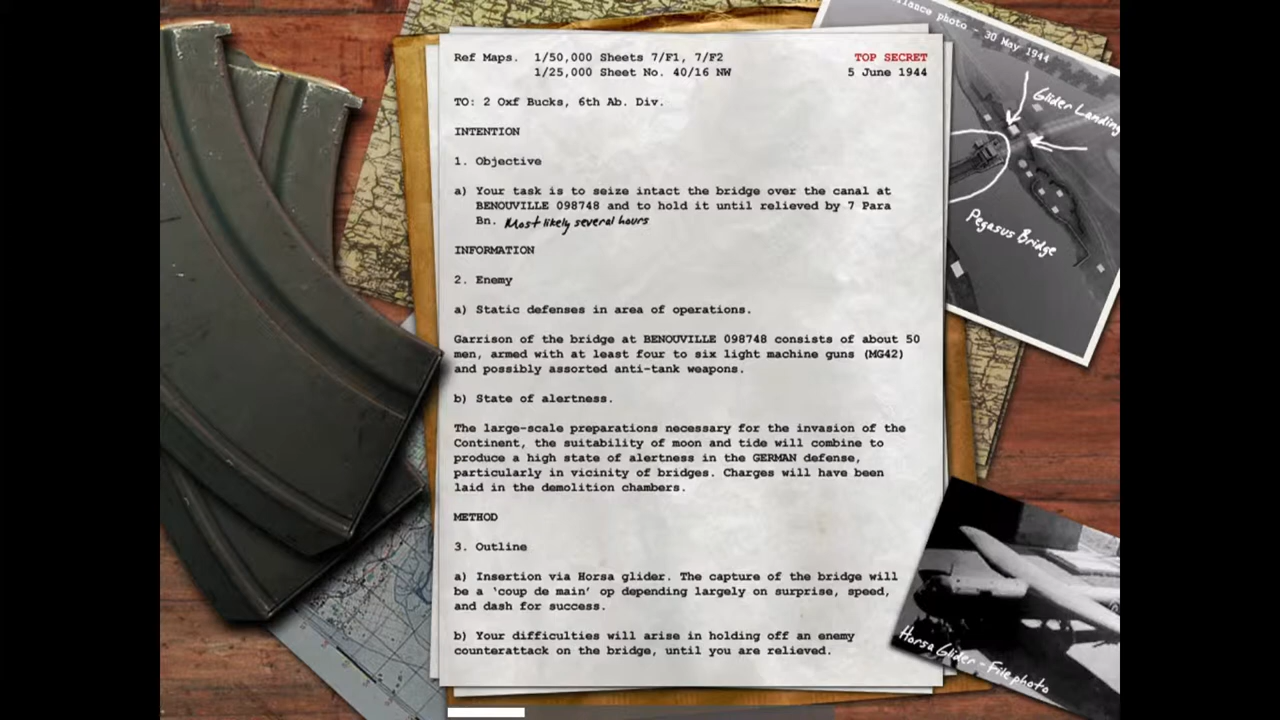 Ref Maps. 1/50,000 Sheets 7/F1, 7/F2
1/25,000 Sheet No. 40/16 NW
TOP SECRET
5 June 1944
TO: 2 Oxf Bucks, 6th Ab. Div.
INTENTION
1. Objective
a) Your task is to seize intact the bridge over the canal at
BENOUVILLE 098748 and to hold it until relieved by 7 Para
Bn. Most likely several hours
INFORMATION
2. Enemy
a) Static defenses in area of operations.
Garrison of the bridge at BENOUVILLE 098748 consists of about 50
men, armed with at least four to six light machine guns (MG42)
and possibly assorted anti-tank weapons.
b) State of alertness.
The large-scale preparations necessary for the invasion of the
Continent, the suitability of moon and tide will combine to
produce a high state of alertness in the GERMAN defense,
particularly in vicinity of bridges. Charges will have been
laid in the demolition chambers.
METHOD
3. Outline
a) Insertion via Horsa glider. The capture of the bridge will
be a 'coup de main' op depending largely on surprise, speed,
and dash for success.
b) Your difficulties will arise in holding off an enemy
counterattack on the bridge, until you are relieved.
photo - 30 May 1944
Glider Landing
Pegasus Bridge
Horsa Glider - File photo